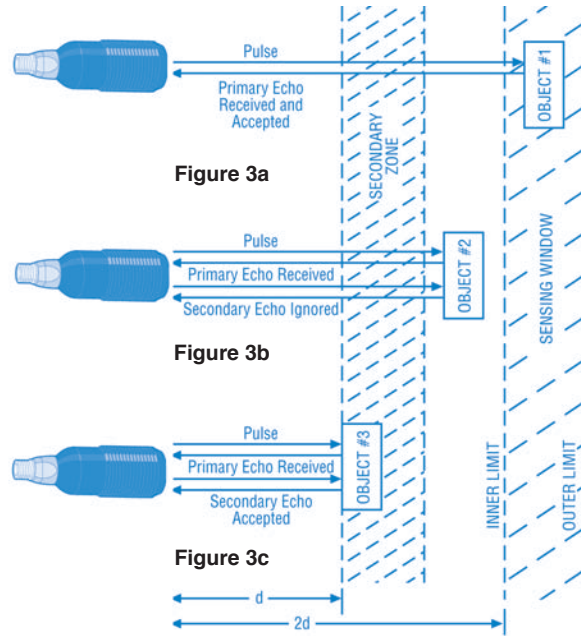 Pulse
Primary Echo
Received and
Accepted
OBJECT #1
Figure 3a
SECONDARY
ZONE
Pulse
Primary Echo Received
Secondary Echo Ignored
OBJECT #2
SENSING WINDOW
Figure 3b
Pulse
Primary Echo Received
Secondary Echo
Accepted
OBJECT #3
INNER LIMIT
OUTER LIMIT
Figure 3c
d
2d